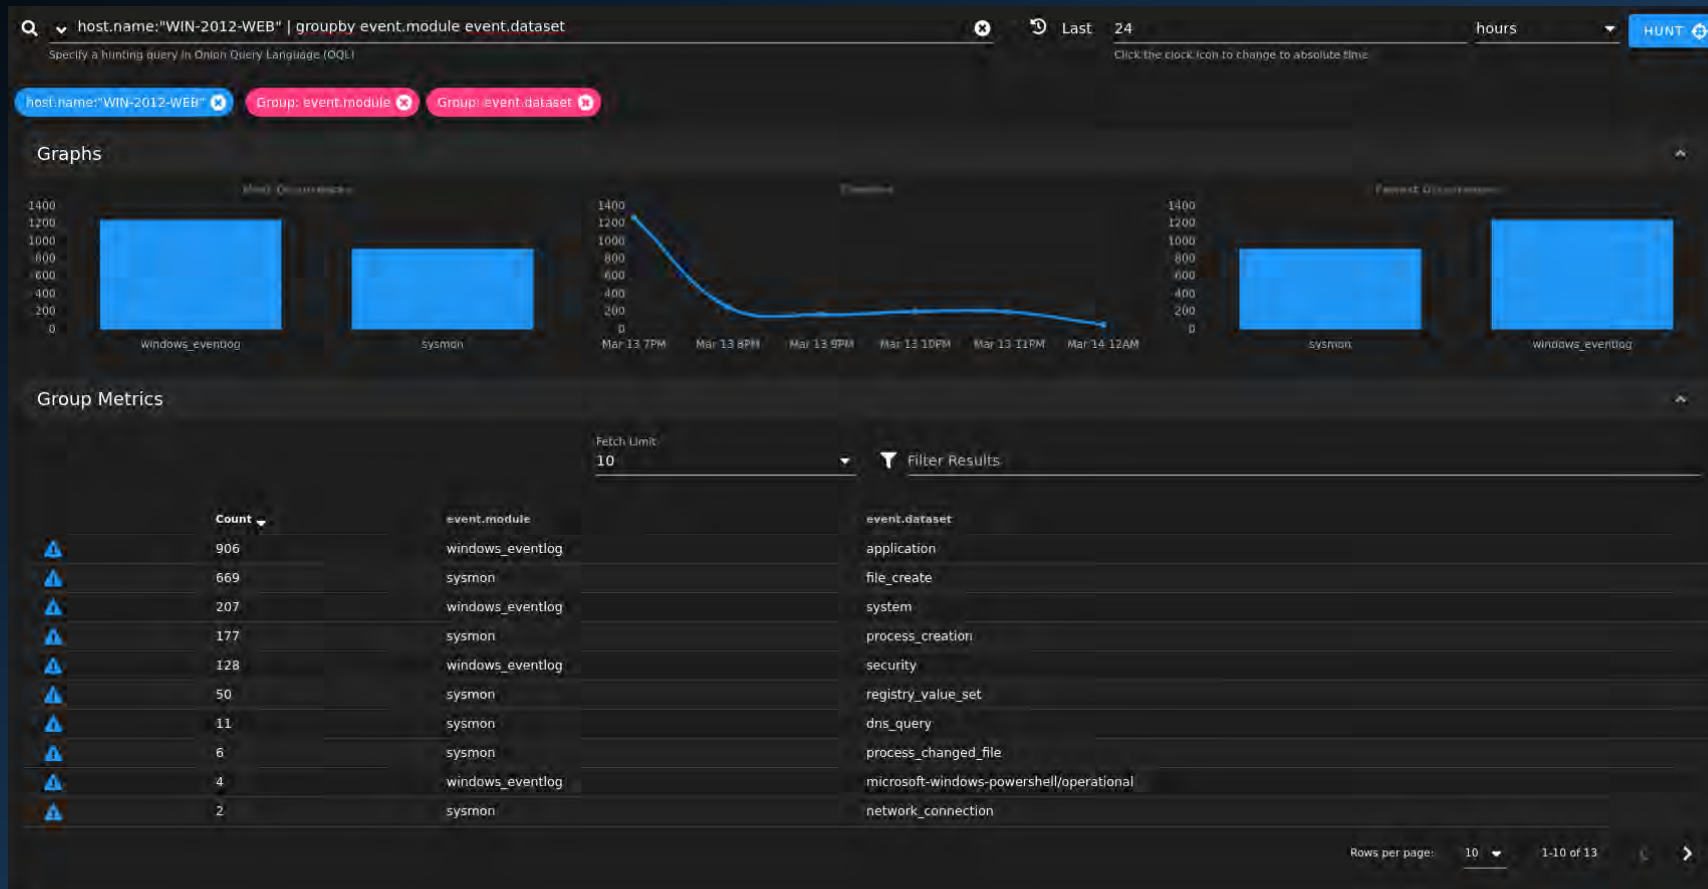 host.name:"WIN-2012-WEB" | groupby event.module event.dataset
Last 24 hours HUNT
Specify a hunting query in Onion Query Language (OQL)
Click the clock icon to change to absolute time
host.name:"WIN-2012-WEB" Group: event.module Group: event.dataset
Graphs
Most Occurrences
1400
1200
1000
800
600
400
200
0
windows_eventlog sysmon
Timeline
1400
1200
1000
800
600
400
200
0
Mar 13 7PM Mar 13 8PM Mar 13 9PM Mar 13 10PM Mar 13 11PM Mar 14 12AM
Fewest Occurrences
1400
1200
1000
800
600
400
200
0
sysmon windows_eventlog
Group Metrics
Fetch Limit
10 Filter Results
Count event.module event.dataset
906 windows_eventlog application
669 sysmon file_create
207 windows_eventlog system
177 sysmon process_creation
128 windows_eventlog security
50 sysmon registry_value_set
11 sysmon dns_query
6 sysmon process_changed_file
4 windows_eventlog microsoft-windows-powershell/operational
2 sysmon network_connection
Rows per page: 10 1-10 of 13